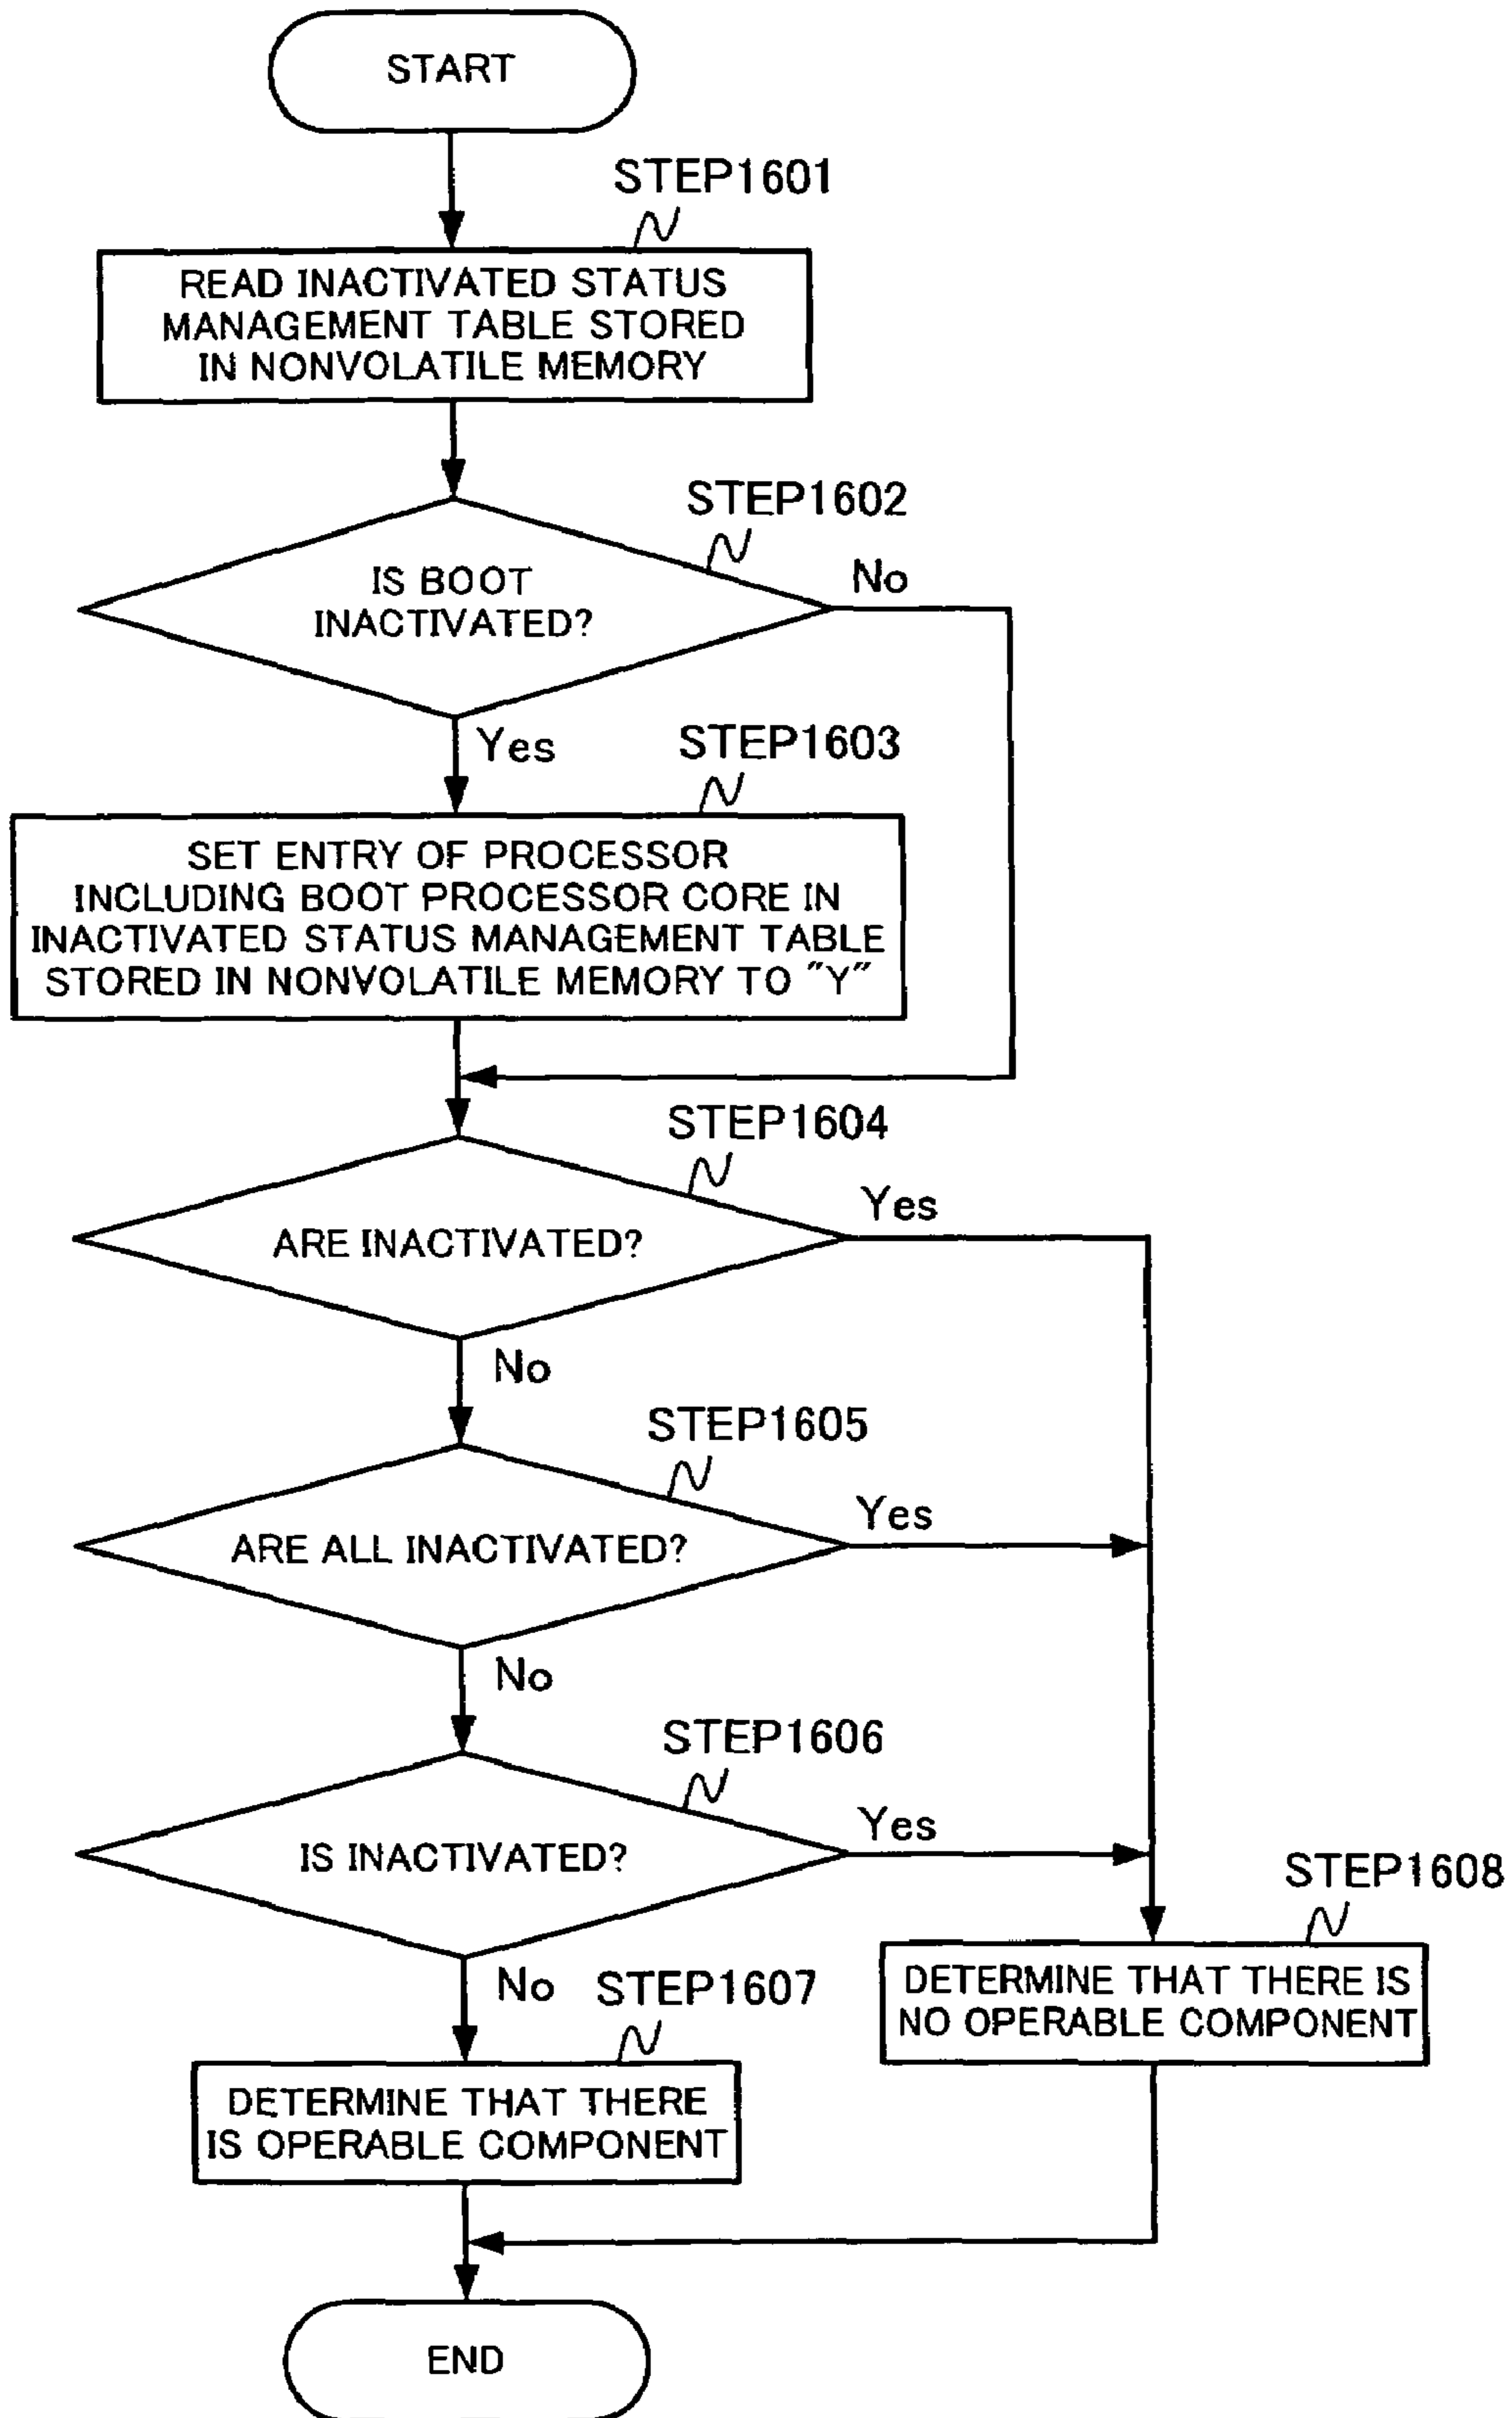 START
STEP1601
READ INACTIVATED STATUS
MANAGEMENT TABLE STORED
IN NONVOLATILE MEMORY
STEP1602
IS BOOT
INACTIVATED?
No
Yes
STEP1603
SET ENTRY OF PROCESSOR
INCLUDING BOOT PROCESSOR CORE IN
INACTIVATED STATUS MANAGEMENT TABLE
STORED IN NONVOLATILE MEMORY TO "Y"
STEP1604
ARE INACTIVATED?
Yes
No
STEP1605
ARE ALL INACTIVATED?
Yes
No
STEP1606
IS INACTIVATED?
Yes
No
STEP1608
DETERMINE THAT THERE IS
NO OPERABLE COMPONENT
STEP1607
DETERMINE THAT THERE
IS OPERABLE COMPONENT
END